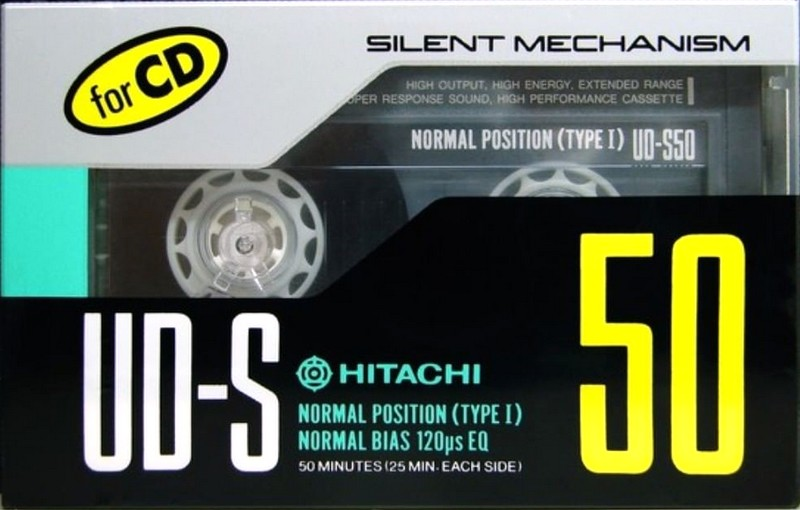 for CD
SILENT MECHANISM
HIGH OUTPUT, HIGH ENERGY, EXTENDED RANGE
RESPONSE SOUND, HIGH PERFORMANCE CASSETTE
NORMAL POSITION (TYPE I) UD-S50
50
UD-S
HITACHI
NORMAL POSITION (TYPE I)
NORMAL BIAS 120µs EQ
50 MINUTES (25 MIN. EACH SIDE)